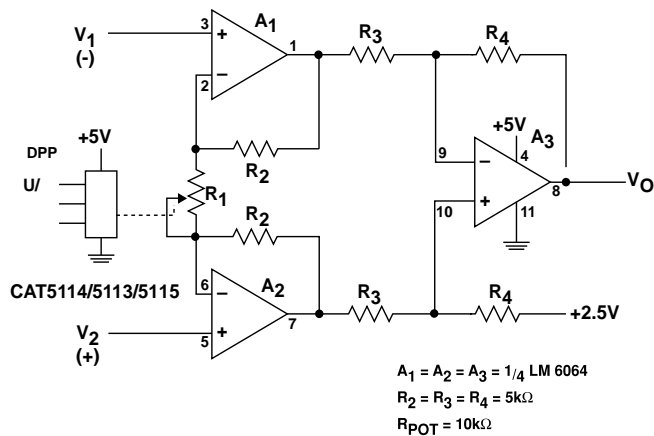 A1
V1
(-)
3
+
1
2
–
R3
R4
+5V
A3
DPP
+5V
R2
9
–
4
U/
R1
VO
8
10
+
11
R2
CAT5114/5113/5115
6
–
A2
7
R3
R4
+2.5V
V2
(+)
5
+
A1 = A2 = A3 = 1/4 LM 6064
R2 = R3 = R4 = 5kΩ
RPOT = 10kΩ